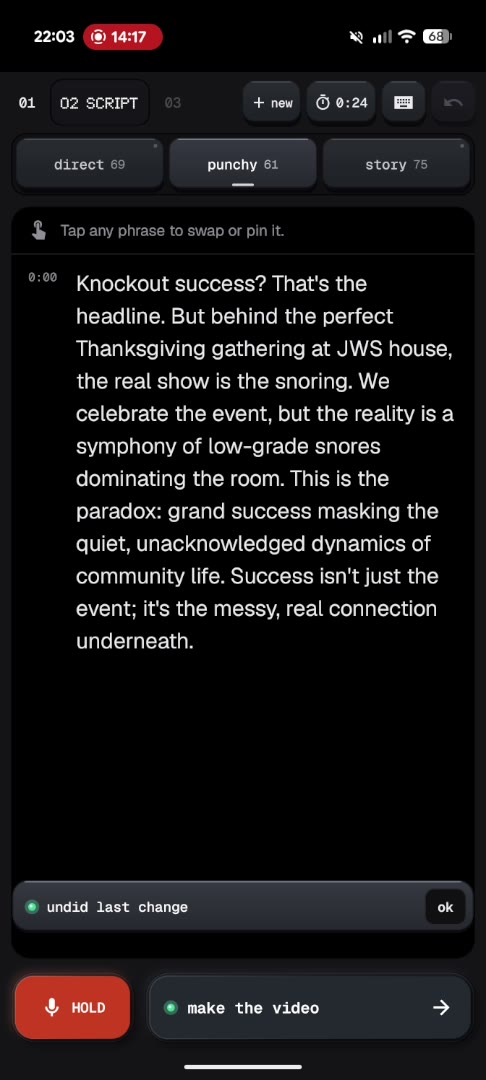 22:03 14:17 68
01 02 SCRIPT 03 + new 0:24
direct 69 punchy 61 story 75
Tap any phrase to swap or pin it.
0:00 Knockout success? That's the
headline. But behind the perfect
Thanksgiving gathering at JWS house,
the real show is the snoring. We
celebrate the event, but the reality is a
symphony of low-grade snores
dominating the room. This is the
paradox: grand success masking the
quiet, unacknowledged dynamics of
community life. Success isn't just the
event; it's the messy, real connection
underneath.
undid last change ok
HOLD make the video →